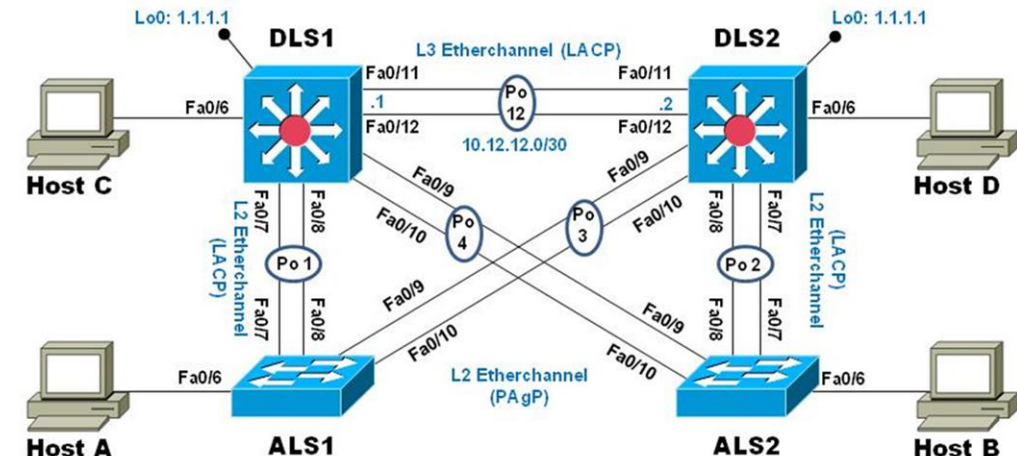 Lo0: 1.1.1.1
Lo0: 1.1.1.1
DLS1
DLS2
L3 Etherchannel (LACP)
Fa0/11
Fa0/11
Fa0/6
.1
Po
12
.2
Fa0/6
Fa0/12
Fa0/12
10.12.12.0/30
Host C
Host D
Fa0/9
Fa0/9
Fa0/7
Fa0/8
Fa0/10
Po
4
Po
3
Fa0/10
Fa0/8
Fa0/7
L2 Etherchannel
(LACP)
Po 1
Po 2
L2 Etherchannel
(LACP)
Fa0/7
Fa0/8
Fa0/9
Fa0/10
Fa0/9
Fa0/10
Fa0/8
Fa0/7
Fa0/6
L2 Etherchannel
(PAgP)
Fa0/6
Host A
ALS1
ALS2
Host B